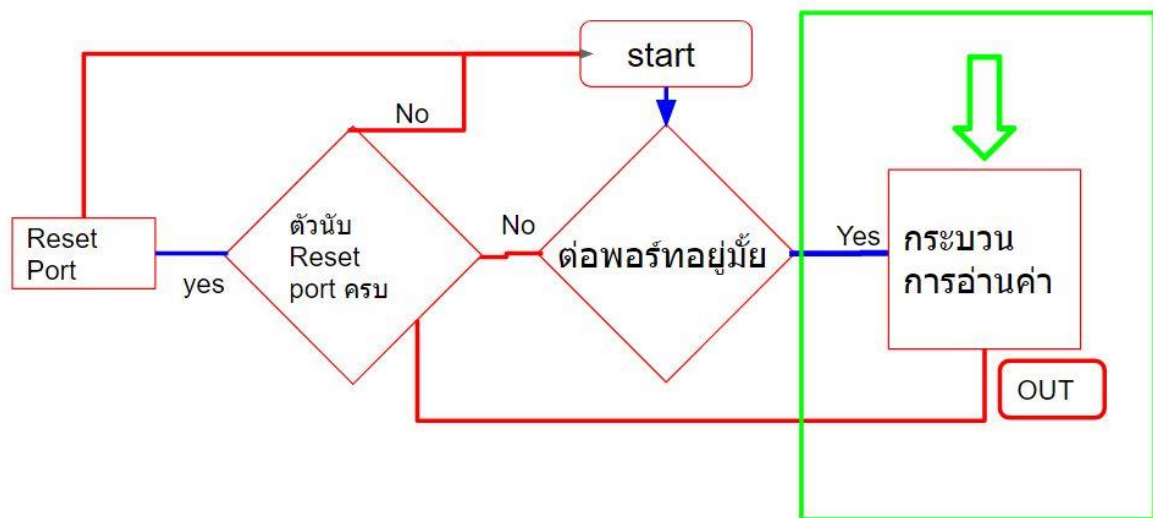 start
No
Reset
Port
yes
ตัวนับ
Reset
port ครบ
No
ต่อพอร์ทอยู่มั้ย
Yes
กระบวน
การอ่านค่า
OUT